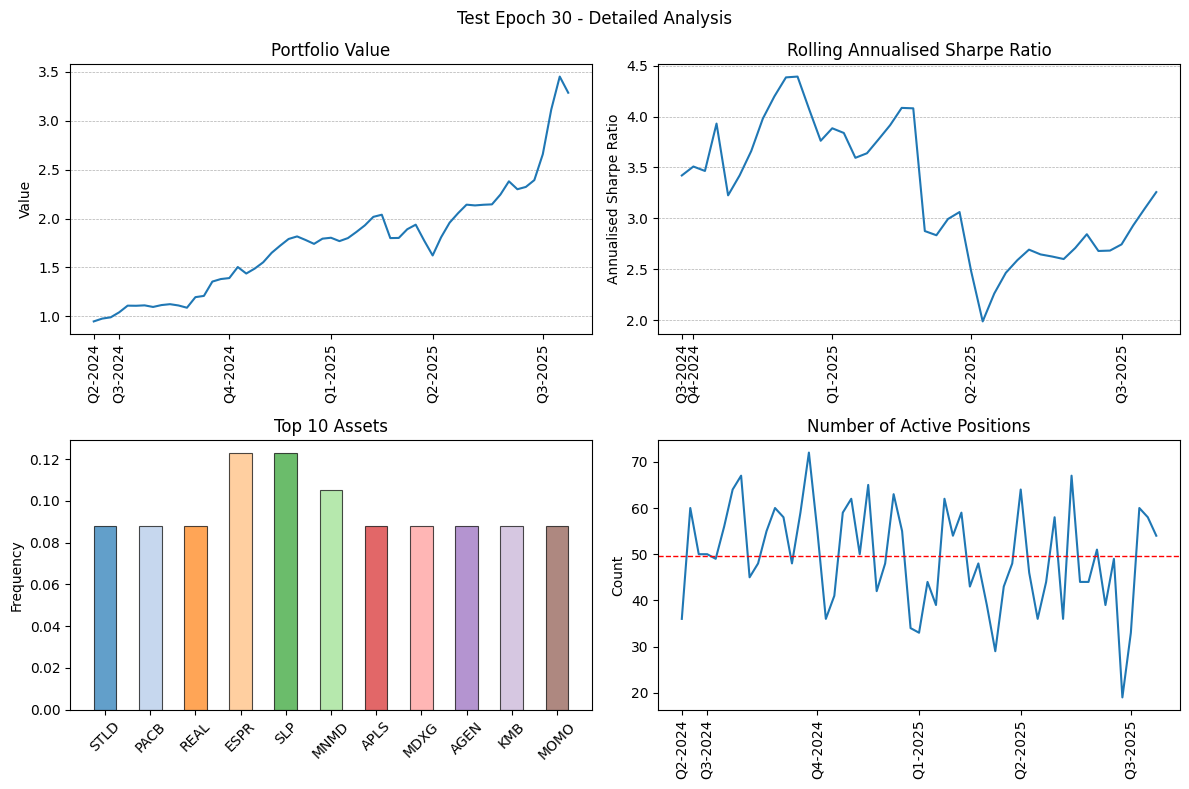 Test Epoch 30 - Detailed Analysis
Portfolio Value
Value
3.5
3.0
2.5
2.0
1.5
1.0
Q2-2024
Q3-2024
Q4-2024
Q1-2025
Q2-2025
Q3-2025
Rolling Annualised Sharpe Ratio
Annualised Sharpe Ratio
4.5
4.0
3.5
3.0
2.5
2.0
Q3-2024
Q4-2024
Q1-2025
Q2-2025
Q3-2025
Top 10 Assets
Frequency
0.12
0.10
0.08
0.06
0.04
0.02
0.00
STLD
PACB
REAL
ESPR
SLP
MNMD
APLS
MDXG
AGEN
KMB
MOMO
Number of Active Positions
Count
70
60
50
40
30
20
Q2-2024
Q3-2024
Q4-2024
Q1-2025
Q2-2025
Q3-2025